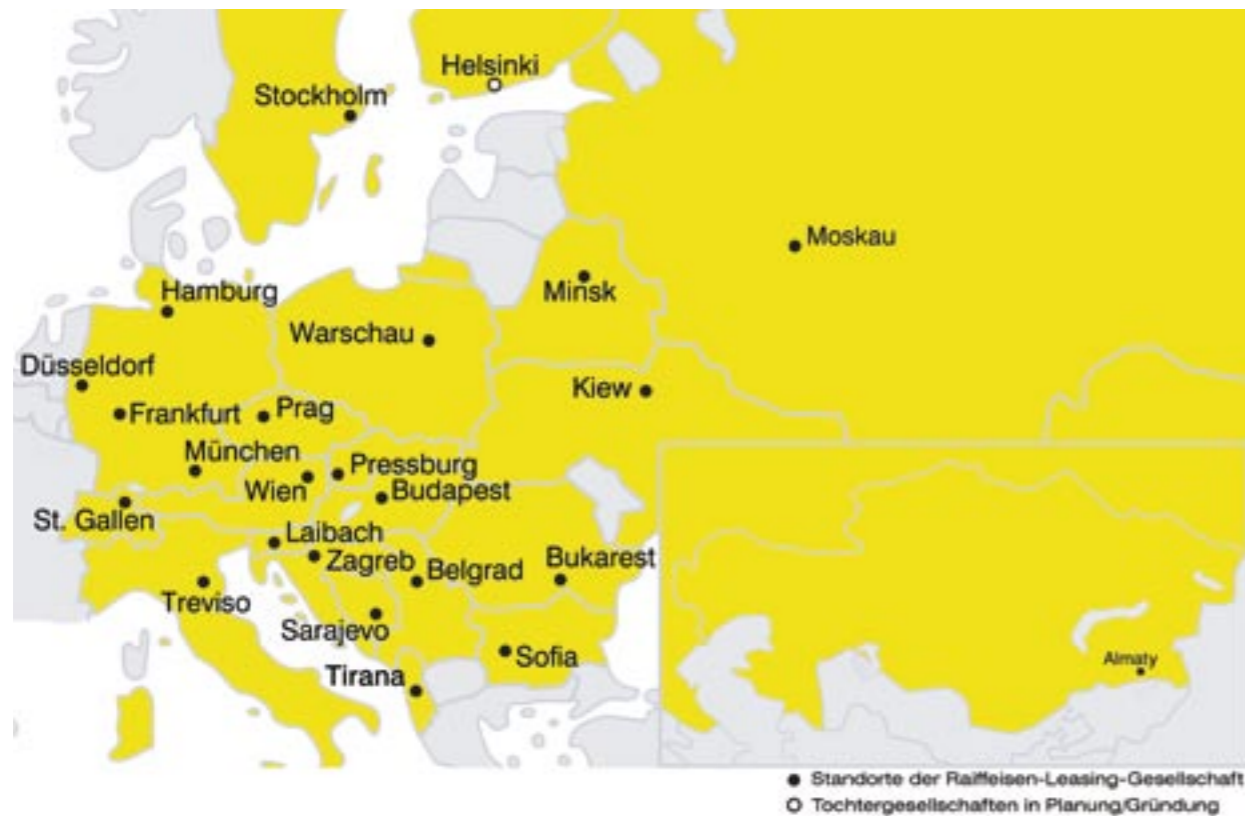 Helsinki
Stockholm
Moskau
Hamburg
Minsk
Warschau
Düsseldorf
Kiew
Frankfurt
Prag
München
Pressburg
Wien
Budapest
St. Gallen
Laibach
Zagreb
Belgrad
Bukarest
Treviso
Sarajevo
Sofia
Almaty
Tirana
Standorte der Raiffeisen-Leasing-Gesellschaft
Tochtergesellschaften in Planung/Gründung